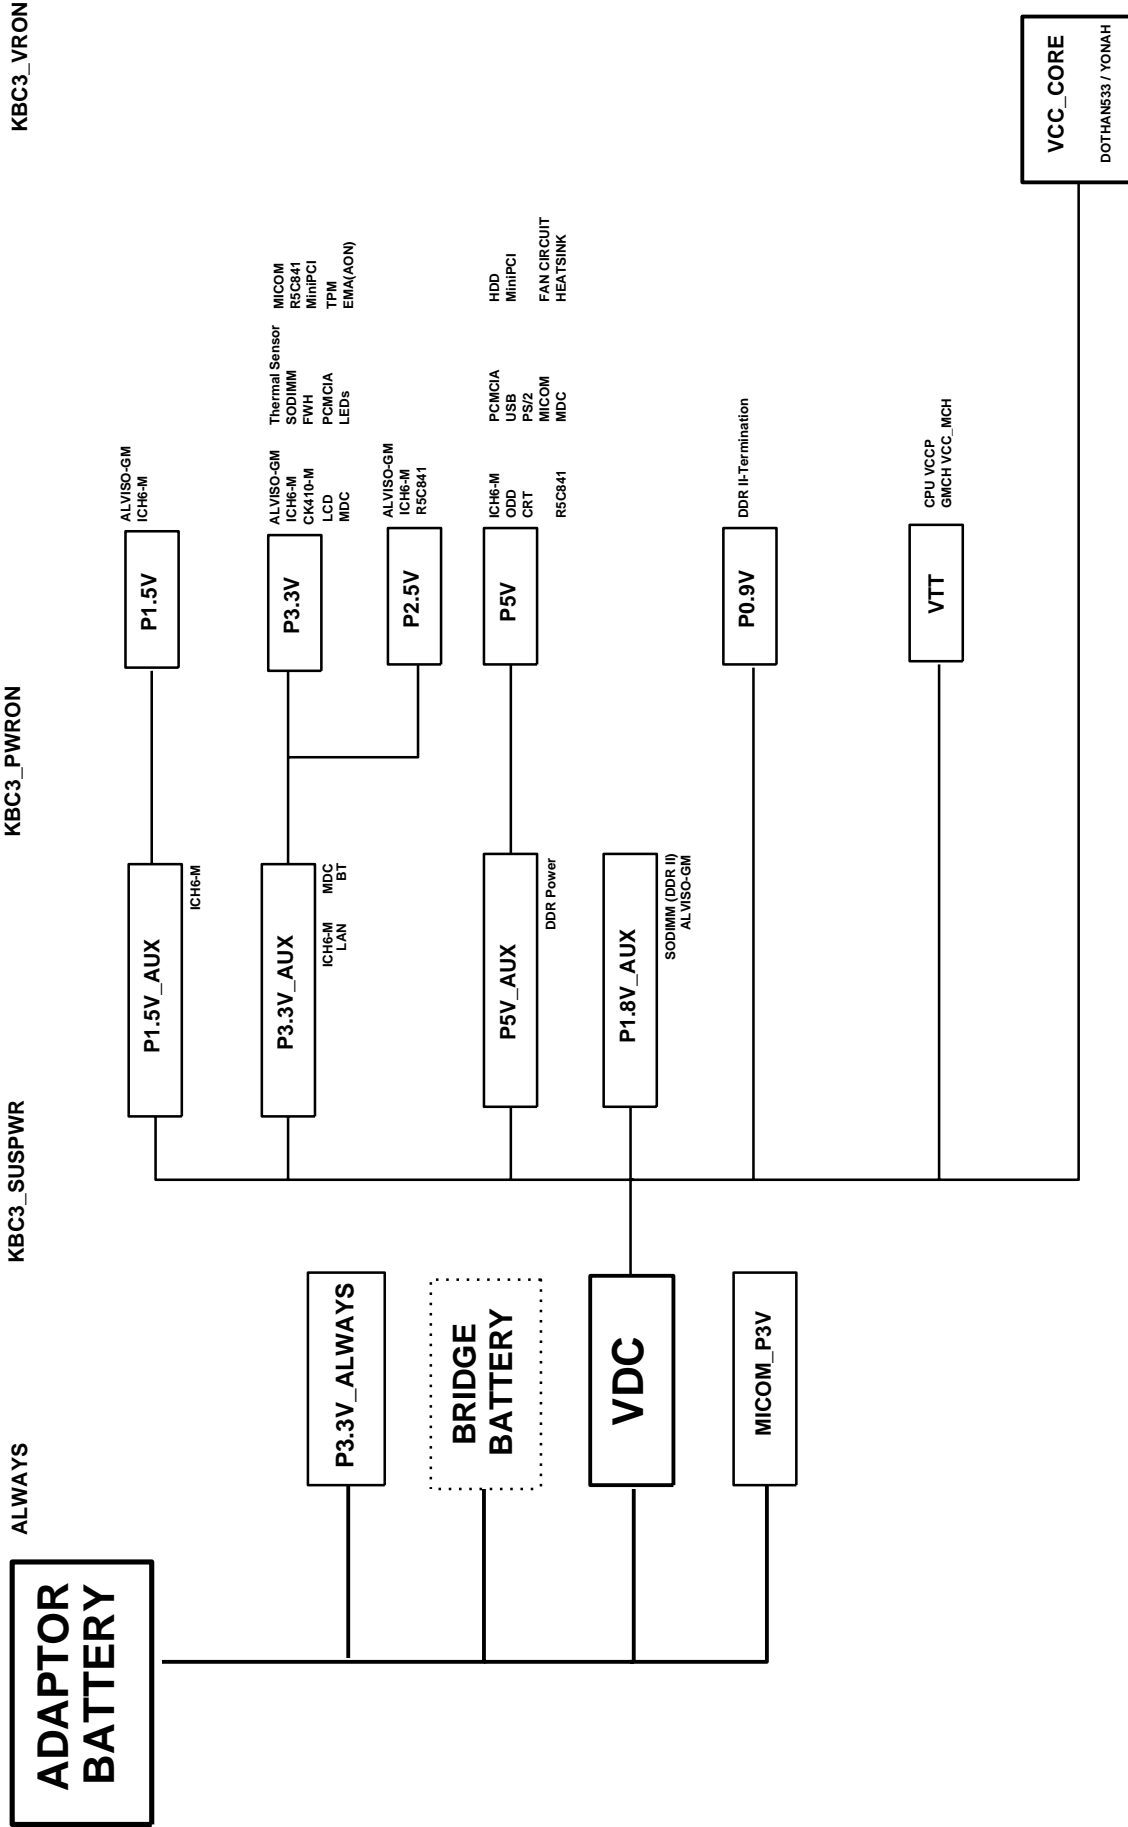 ALWAYS
KBC3_SUSPWR
KBC3_PWRON
KBC3_VRON
ADAPTOR
BATTERY
P3.3V_ALWAYS
BRIDGE
BATTERY
VDC
MICOM_P3V
P1.5V_AUX
ICH6-M
P3.3V_AUX
ICH6-M MDC
LAN BT
P5V_AUX
DDR Power
P1.8V_AUX
SODIMM (DDR II)
ALVISO-GM
P1.5V
ALVISO-GM
ICH6-M
P3.3V
ALVISO-GM Thermal Sensor MICOM
ICH6-M SODIMM R5C841
CK410-M FWH MiniPCI
LCD PCMCIA TPM
MDC LEDs EMA(AON)
P2.5V
ALVISO-GM
ICH6-M
R5C841
P5V
ICH6-M PCMCIA HDD
ODD USB MiniPCI
CRT PS/2
MICOM FAN CIRCUIT
R5C841 MDC HEATSINK
P0.9V
DDR II-Termination
VTT
CPU VCCP
GMCH VCC_MCH
VCC_CORE
DOTHAN533 / YONAH